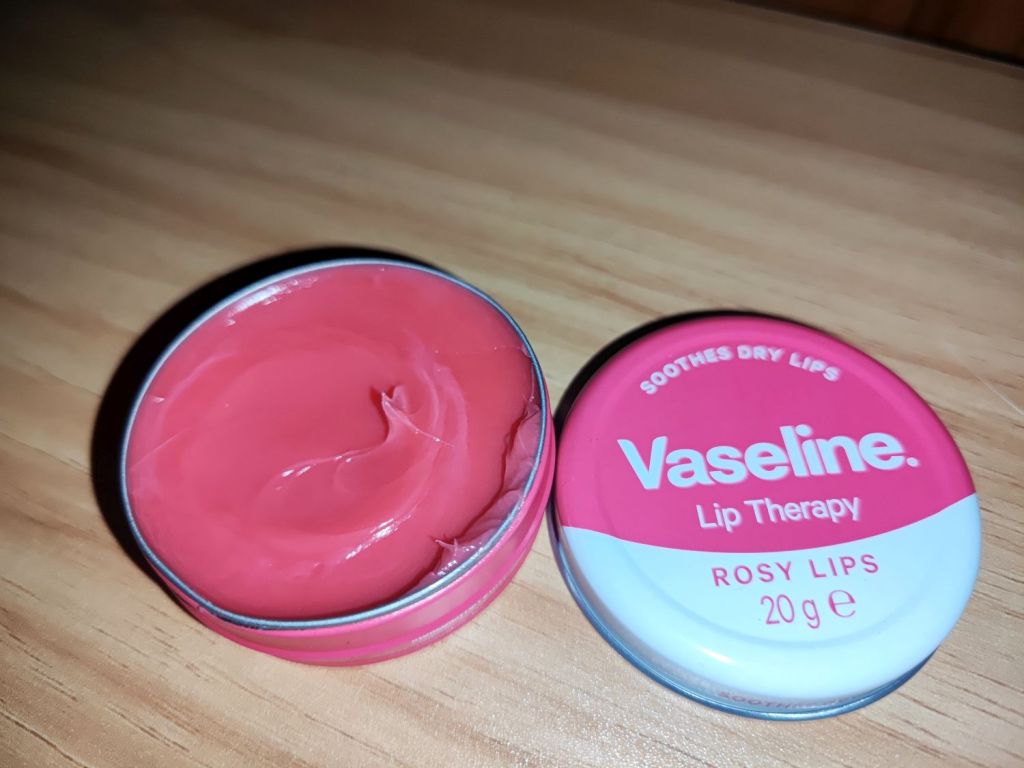 SOOTHES DRY LIPS
Vaseline.
Lip Therapy
ROSY LIPS
20 g ℮